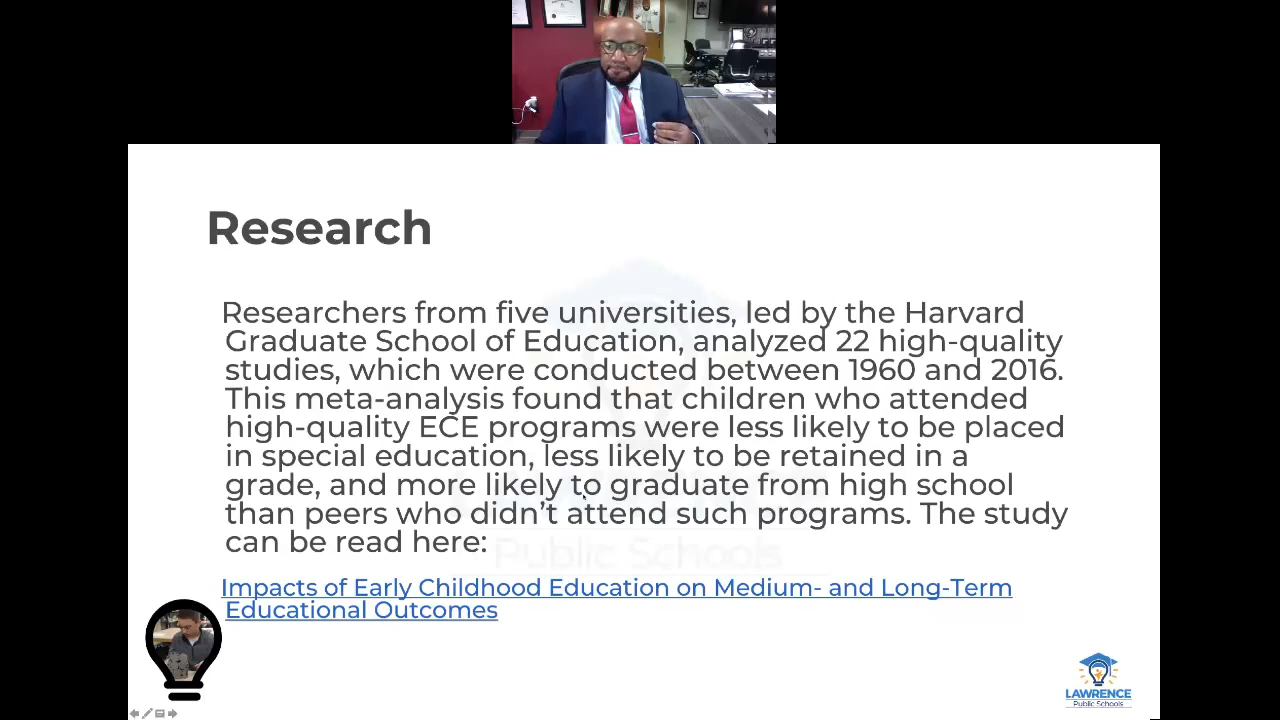 Research
Researchers from five universities, led by the Harvard
Graduate School of Education, analyzed 22 high-quality
studies, which were conducted between 1960 and 2016.
This meta-analysis found that children who attended
high-quality ECE programs were less likely to be placed
in special education, less likely to be retained in a
grade, and more likely to graduate from high school
than peers who didn’t attend such programs. The study
can be read here:
Public Schools
Impacts of Early Childhood Education on Medium- and Long-Term
Educational Outcomes
LAWRENCE
Public Schools